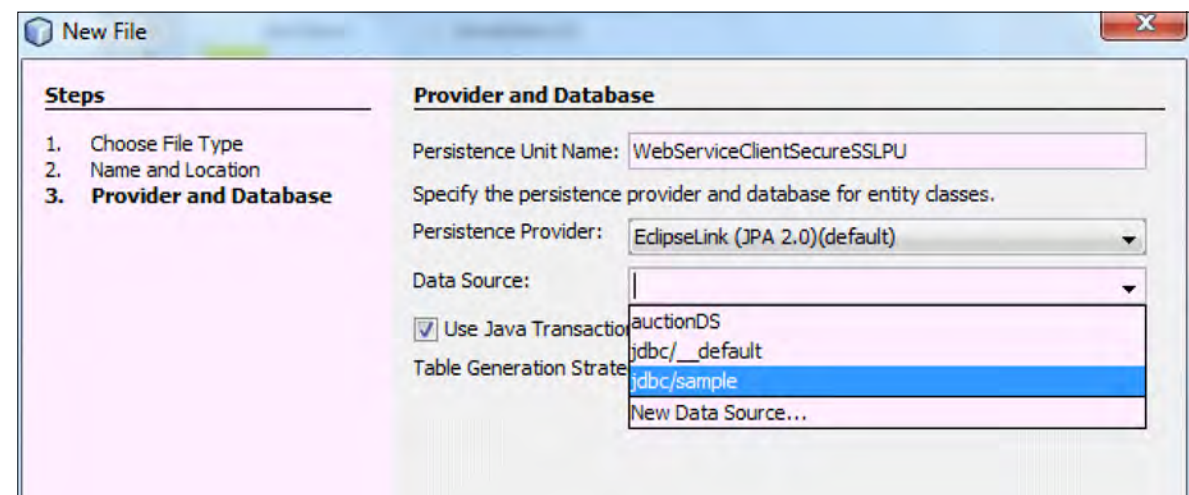 New File
Steps
1. Choose File Type
2. Name and Location
3. Provider and Database
Provider and Database
Persistence Unit Name: WebServiceClientSecureSSLPU
Specify the persistence provider and database for entity classes.
Persistence Provider: EclipseLink (JPA 2.0)(default)
Data Source:
auctionDS
jdbc/__default
jdbc/sample
New Data Source...
Use Java Transactio
Table Generation Strate